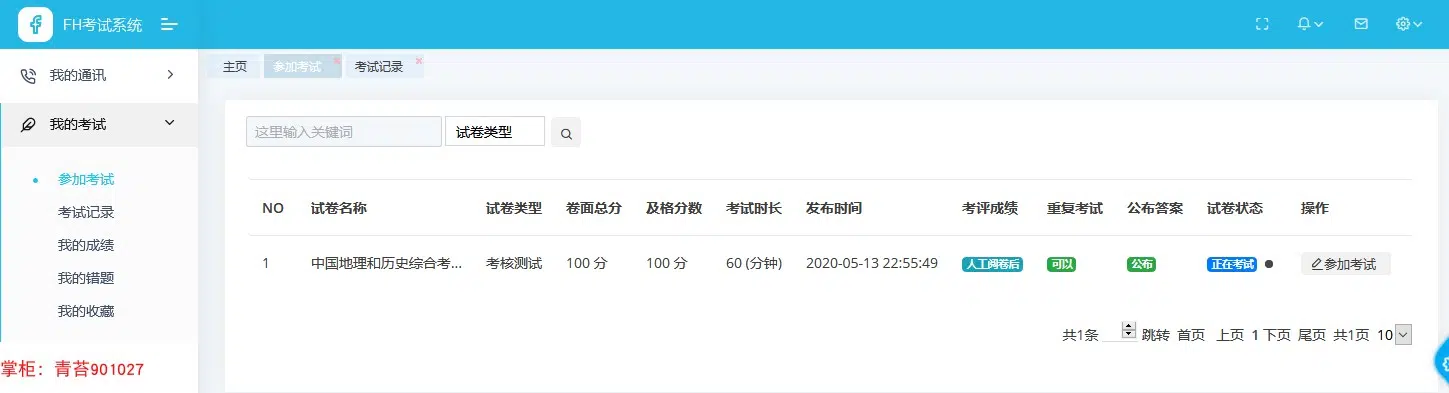 FH考试系统
主页 参加考试 考试记录
我的通讯
我的考试
参加考试
考试记录
我的成绩
我的错题
我的收藏
掌柜：青苔901027
这里输入关键词 试卷类型
NO 试卷名称 试卷类型 卷面总分 及格分数 考试时长 发布时间 考评成绩 重复考试 公布答案 试卷状态 操作
1 中国地理和历史综合考... 考核测试 100 分 100 分 60 (分钟) 2020-05-13 22:55:49 人工阅卷后 可以 公布 正在考试 参加考试
共1条 跳转 首页 上页 1 下页 尾页 共1页 10